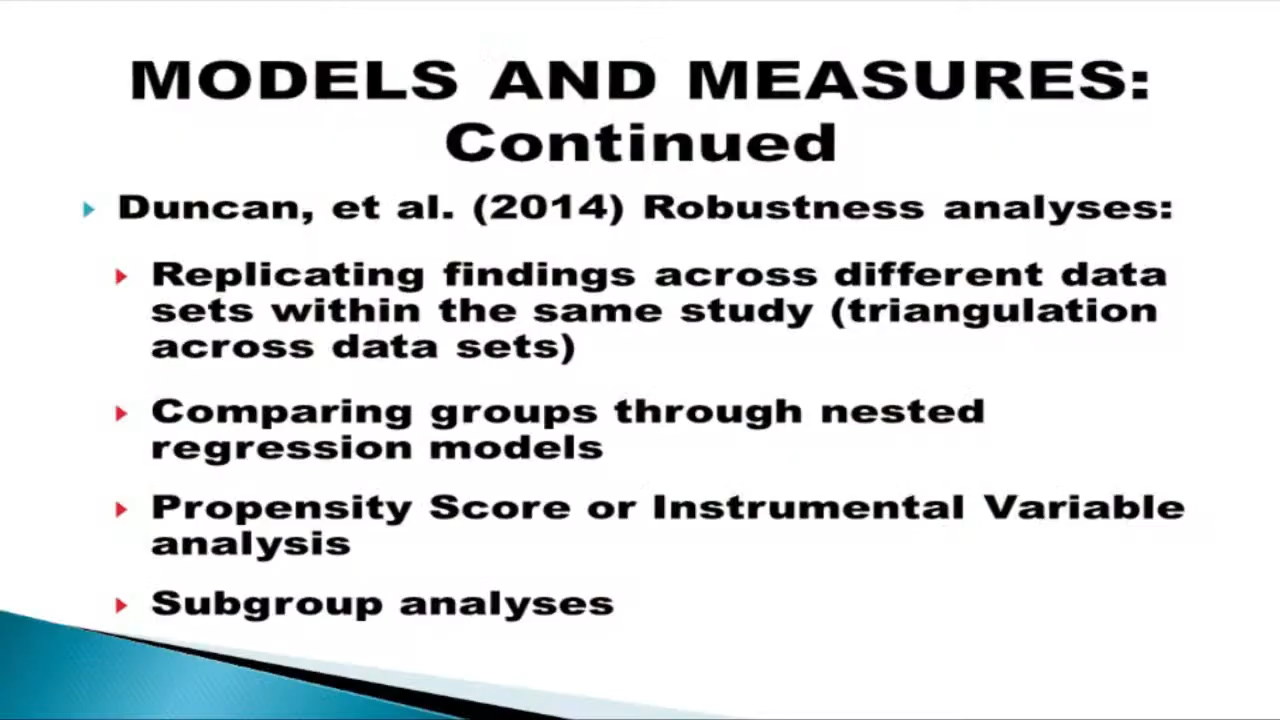 MODELS AND MEASURES:
Continued
Duncan, et al. (2014) Robustness analyses:
Replicating findings across different data
sets within the same study (triangulation
across data sets)
Comparing groups through nested
regression models
Propensity Score or Instrumental Variable
analysis
Subgroup analyses